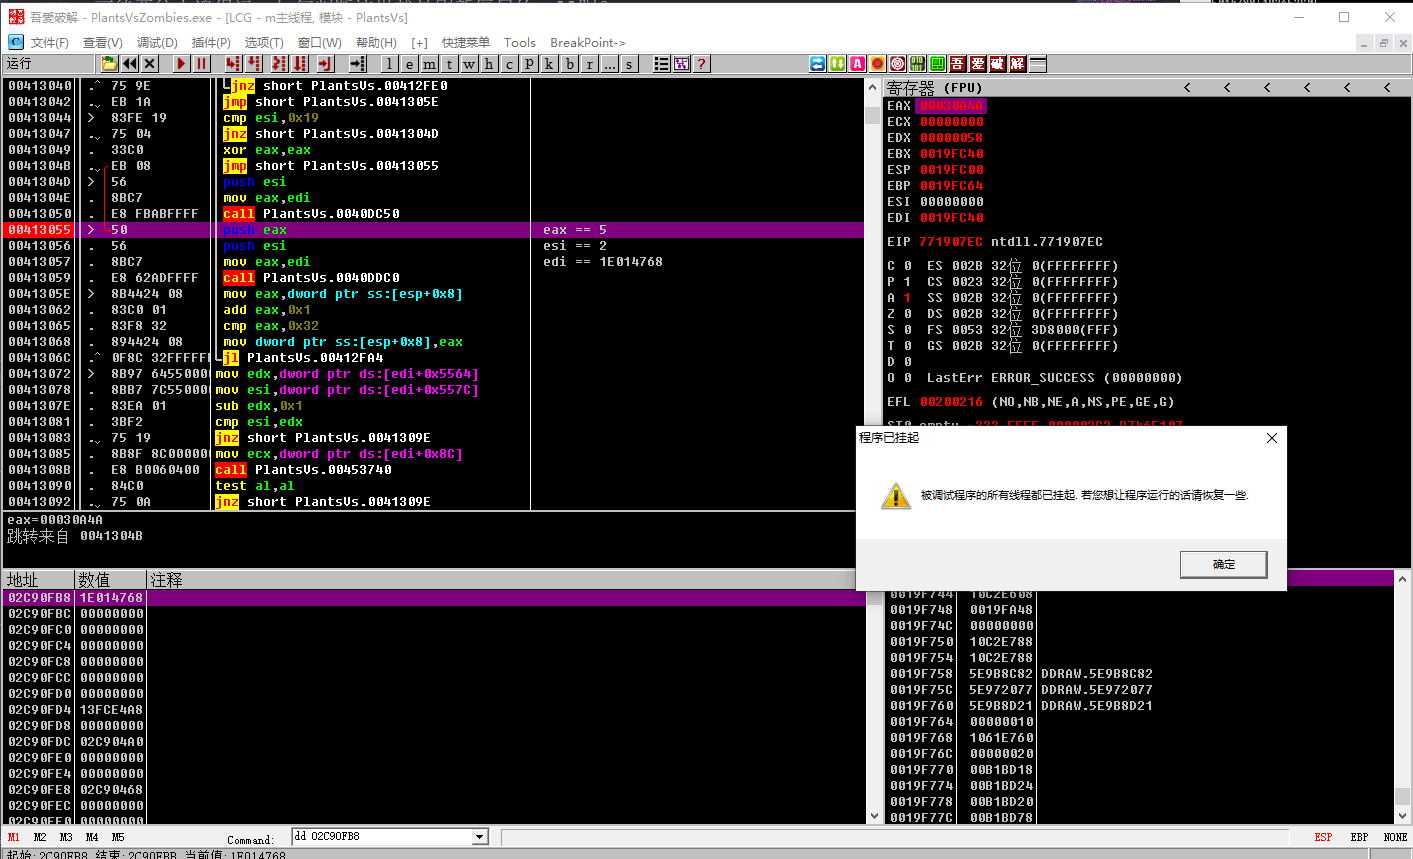 吾愛破解 - PlantsVsZombies.exe - [LCG - m主线程, 模块 - PlantsVs]
文件(F) 查看(V) 调试(D) 插件(P) 选项(T) 窗口(W) 帮助(H) [+] 快捷菜单 Tools BreakPoint->
运行 l e m t w h c p k b r ... s ? 吾 爱 破 解
00413040 .^ 75 9E jnz short PlantsVs.00412FE0
00413042 .v EB 1A jmp short PlantsVs.0041305E
00413044 > 83FE 19 cmp esi,0x19
00413047 .v 75 04 jnz short PlantsVs.0041304D
00413049 . 33C0 xor eax,eax
0041304B .v EB 08 jmp short PlantsVs.00413055
0041304D > 56 push esi
0041304E . 8BC7 mov eax,edi
00413050 . E8 FBABFFFF call PlantsVs.0040DC50
00413055 > 50 push eax eax == 5
00413056 . 56 push esi esi == 2
00413057 . 8BC7 mov eax,edi edi == 1E014768
00413059 . E8 62ADFFFF call PlantsVs.0040DDC0
0041305E > 8B4424 08 mov eax,dword ptr ss:[esp+0x8]
00413062 . 83C0 01 add eax,0x1
00413065 . 83F8 32 cmp eax,0x32
00413068 . 894424 08 mov dword ptr ss:[esp+0x8],eax
0041306C .^ 0F8C 32FFFFFF jl PlantsVs.00412FA4
00413072 > 8B97 64550000 mov edx,dword ptr ds:[edi+0x5564]
00413078 . 8BB7 7C550000 mov esi,dword ptr ds:[edi+0x557C]
0041307E . 83EA 01 sub edx,0x1
00413081 . 3BF2 cmp esi,edx
00413083 .v 75 19 jnz short PlantsVs.0041309E
00413085 . 8B8F 8C000000 mov ecx,dword ptr ds:[edi+0x8C]
0041308B . E8 B0060400 call PlantsVs.00453740
00413090 . 84C0 test al,al
00413092 .v 75 0A jnz short PlantsVs.0041309E
eax=00030A4A
跳转来自 0041304B
寄存器 (FPU) < < < < < <
EAX 00030A4A
ECX 00000000
EDX 00000058
EBX 0019FC40
ESP 0019FC00
EBP 0019FC64
ESI 00000000
EDI 0019FC40
EIP 771907EC ntdll.771907EC
C 0 ES 002B 32位 0(FFFFFFFF)
P 1 CS 0023 32位 0(FFFFFFFF)
A 1 SS 002B 32位 0(FFFFFFFF)
Z 0 DS 002B 32位 0(FFFFFFFF)
S 0 FS 0053 32位 3D8000(FFF)
T 0 GS 002B 32位 0(FFFFFFFF)
D 0
O 0 LastErr ERROR_SUCCESS (00000000)
EFL 00200216 (NO,NB,NE,A,NS,PE,GE,G)
程序已挂起
被调试程序的所有线程都已挂起. 若您想让程序运行的话请恢复一些.
确定
地址 数值 注释
02C90FB8 1E014768
02C90FBC 00000000
02C90FC0 00000000
02C90FC4 00000000
02C90FC8 00000000
02C90FCC 00000000
02C90FD0 00000000
02C90FD4 13FCE4A8
02C90FD8 00000000
02C90FDC 02C904A0
02C90FE0 00000000
02C90FE4 00000000
02C90FE8 02C90468
02C90FEC 00000000
02C90FF0 00000000
0019F744 10C2E608
0019F748 0019FA48
0019F74C 00000000
0019F750 10C2E788
0019F754 10C2E788
0019F758 5E9B8C82 DDRAW.5E9B8C82
0019F75C 5E972077 DDRAW.5E972077
0019F760 5E9B8D21 DDRAW.5E9B8D21
0019F764 00000010
0019F768 1061E760
0019F76C 00000020
0019F770 00B1BD18
0019F774 00B1BD24
0019F778 00B1BD20
0019F77C 00B1BD78
M1 M2 M3 M4 M5 Command: dd 02C90FB8 ESP EBP NONE
起始: 2C90FB8 结束: 2C90FBB 当前值: 1E014768